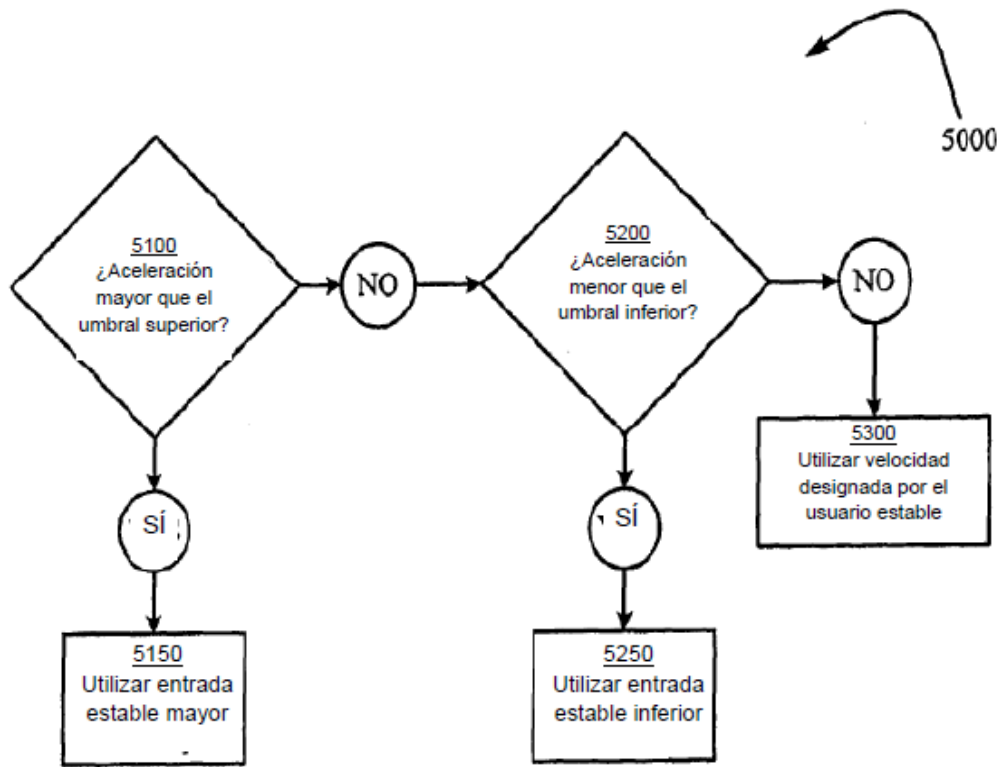 5000
5100
¿Aceleración
mayor que el
umbral superior?
NO
5200
¿Aceleración
menor que el
umbral inferior?
NO
5300
Utilizar velocidad
designada por el
usuario estable
SÍ
SÍ
5150
Utilizar entrada
estable mayor
5250
Utilizar entrada
estable inferior